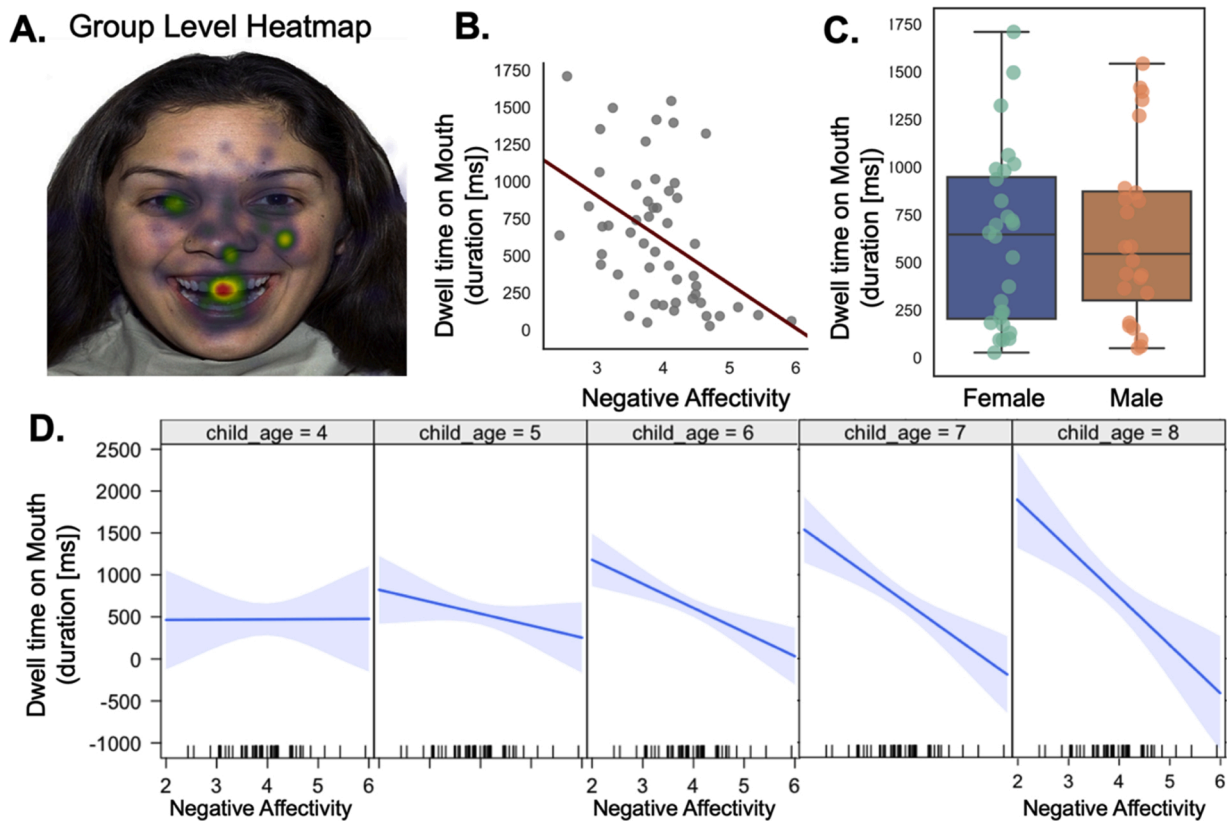 A. Group Level Heatmap
B.
Dwell time on Mouth
(duration [ms])
1750
1500
1250
1000
750
500
250
0
3 4 5 6
Negative Affectivity
C.
Dwell time on Mouth
(duration [ms])
1750
1500
1250
1000
750
500
250
0
Female Male
D.
Dwell time on Mouth
(duration [ms])
child_age = 4 child_age = 5 child_age = 6 child_age = 7 child_age = 8
2500
2000
1500
1000
500
0
-500
-1000
2 3 4 5 6 2 3 4 5 6 2 3 4 5 6
Negative Affectivity Negative Affectivity Negative Affectivity